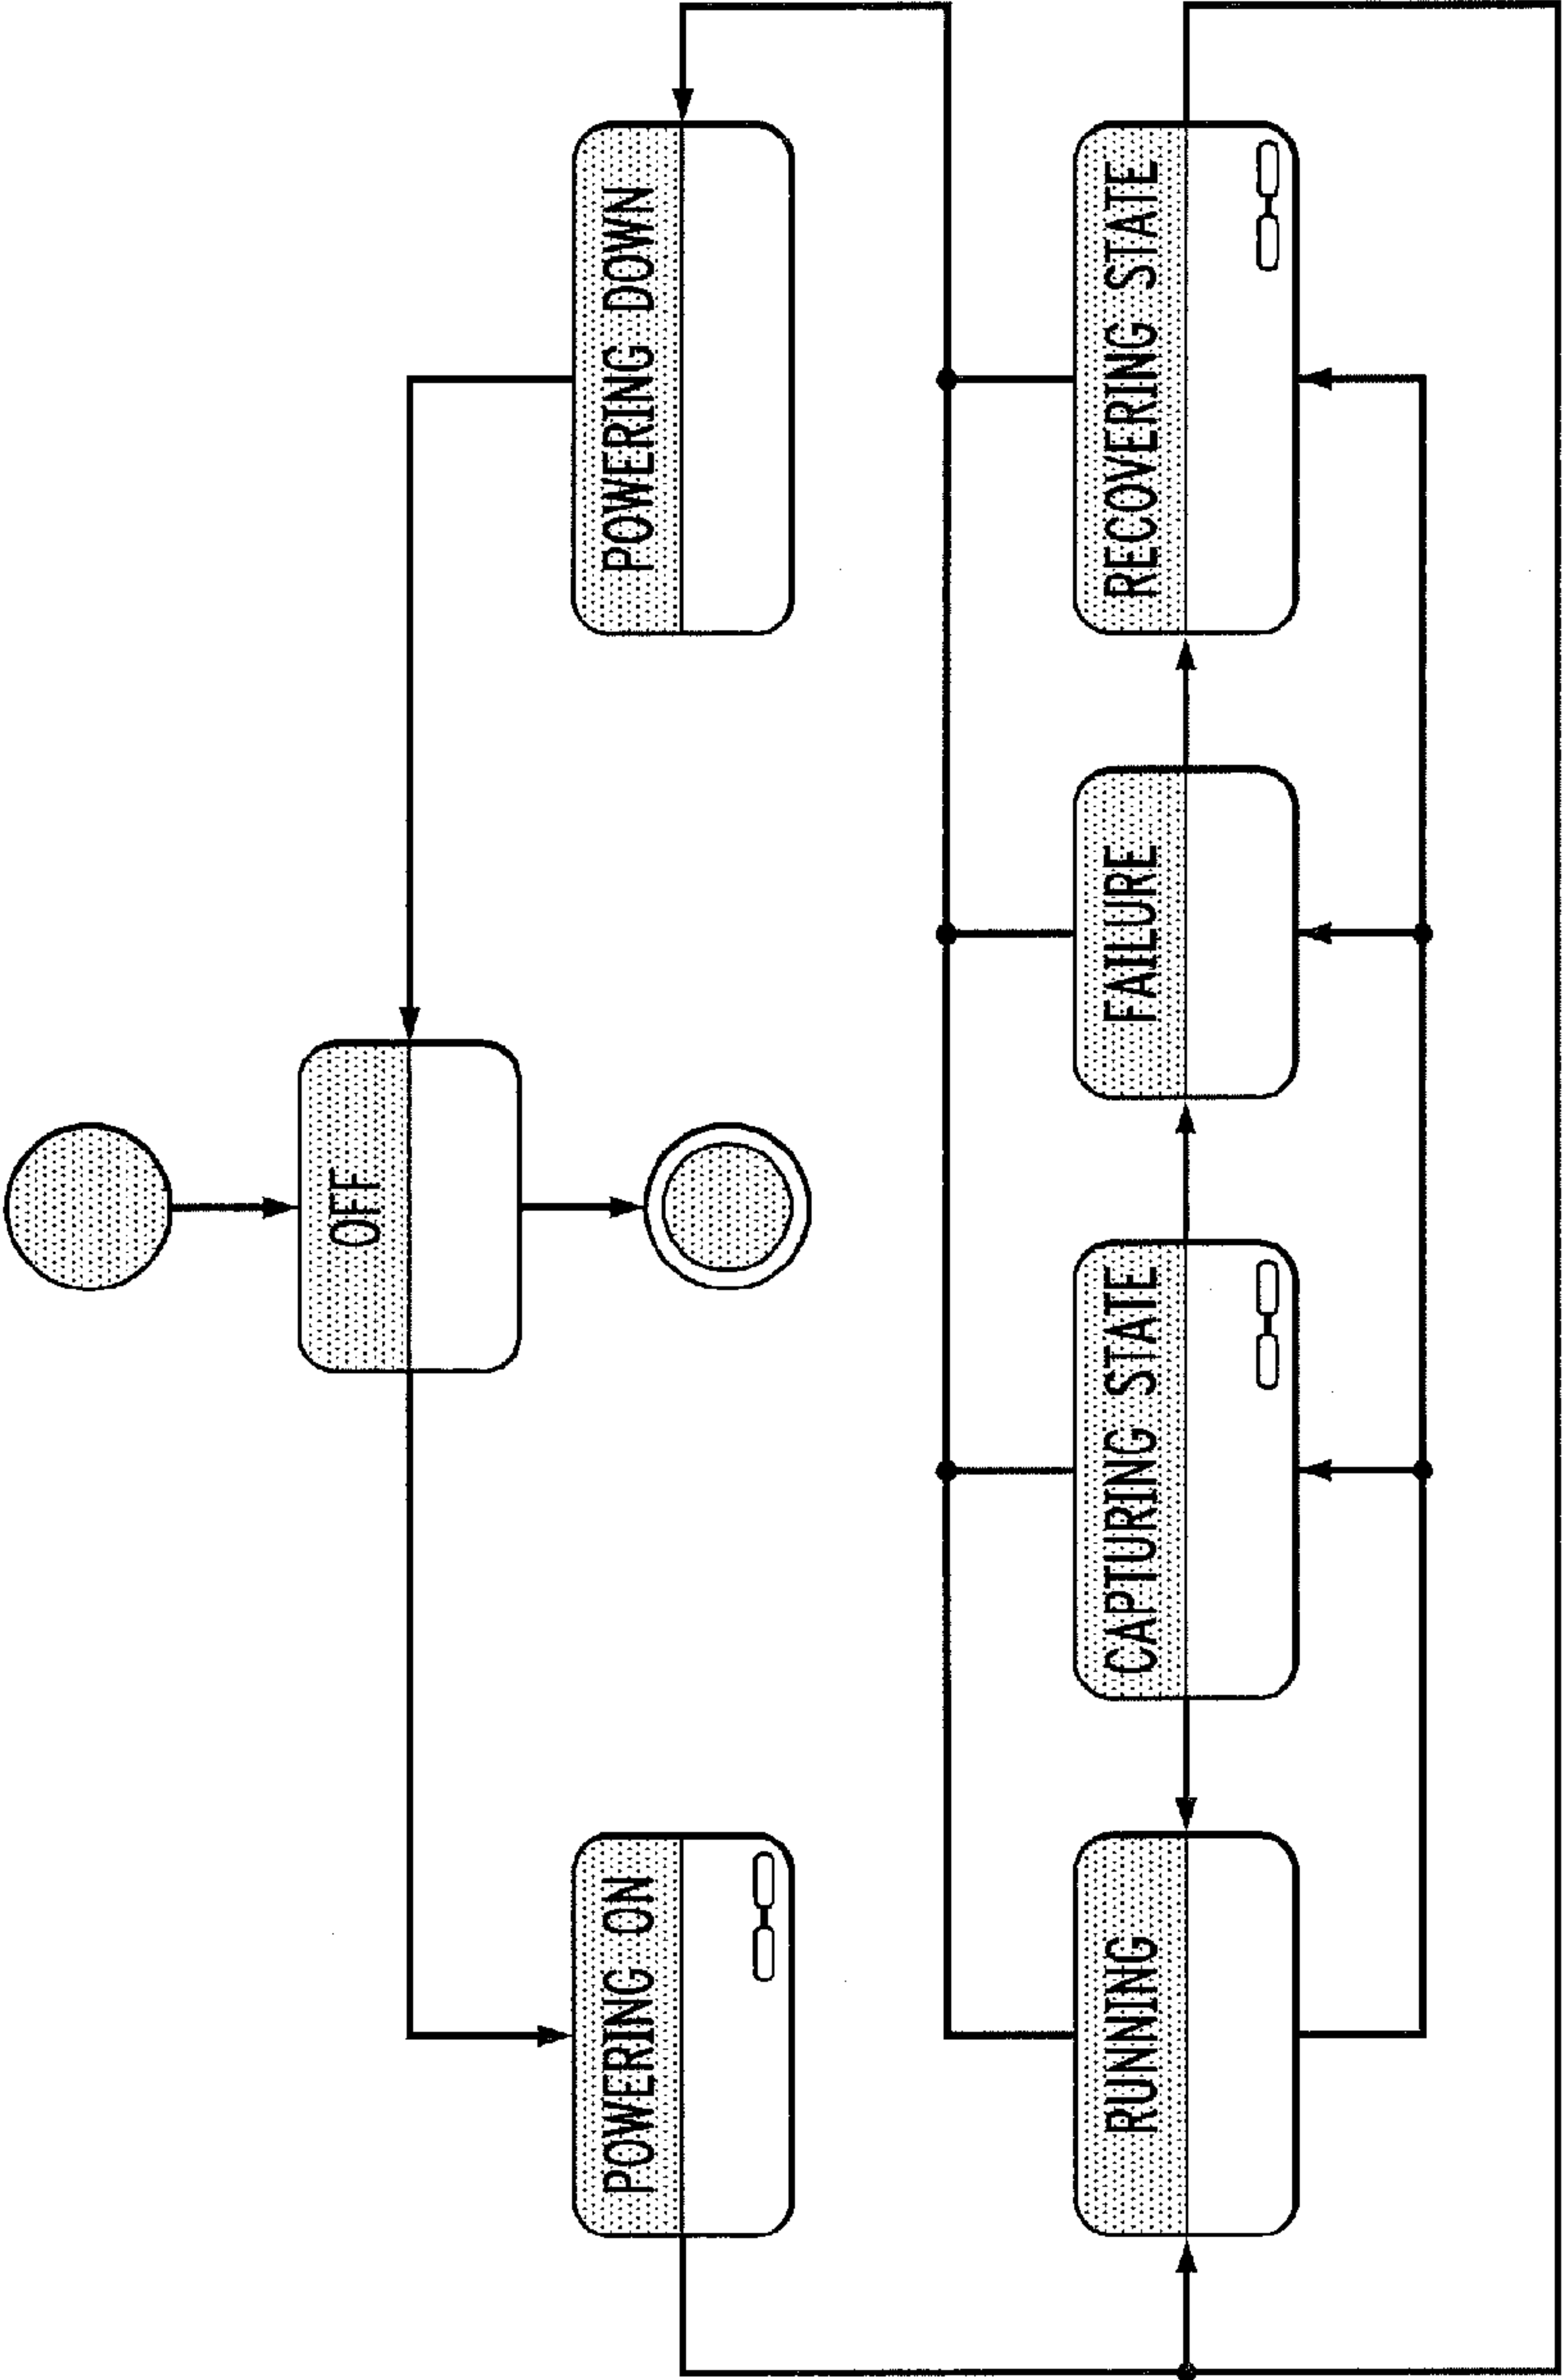 OFF
POWERING ON
POWERING DOWN
RUNNING
CAPTURING STATE
FAILURE
RECOVERING STATE